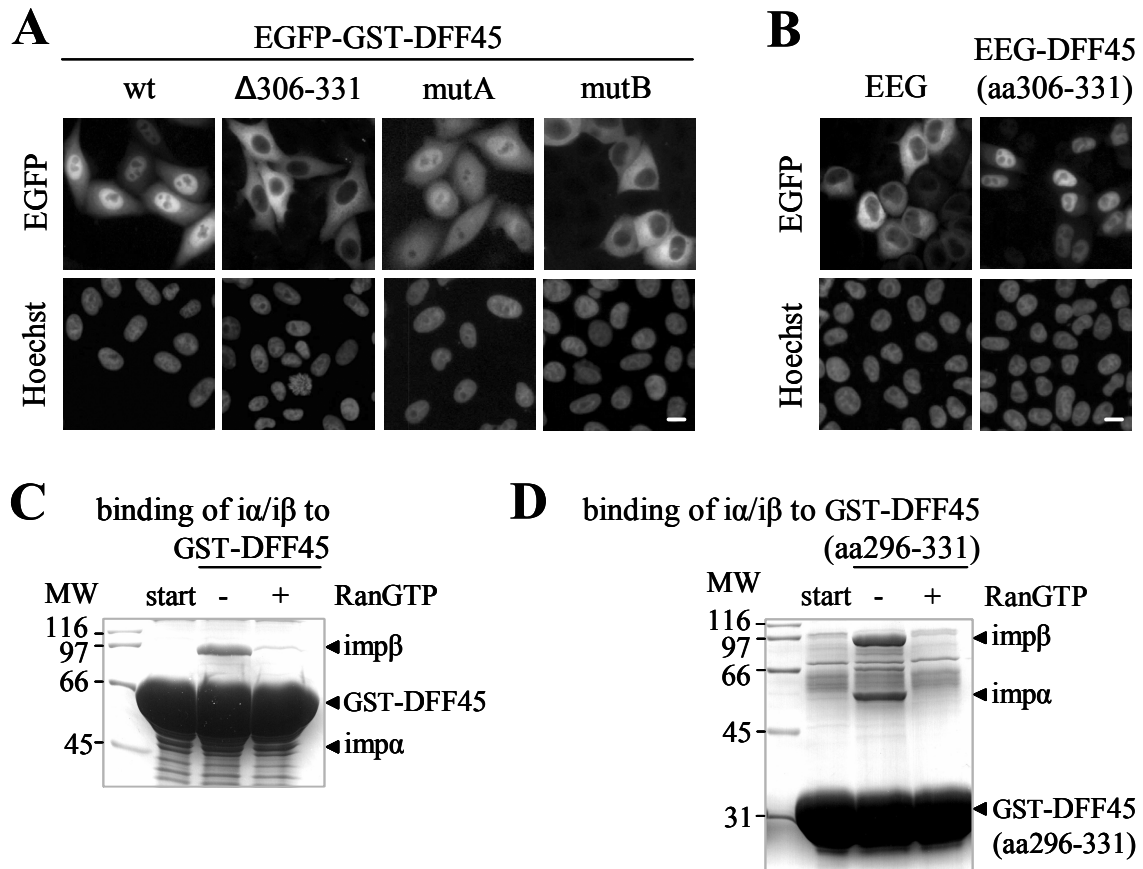 A
EGFP-GST-DFF45
wt Δ306-331 mutA mutB
EGFP
Hoechst
B
EEG EEG-DFF45
(aa306-331)
EGFP
Hoechst
C binding of iα/iβ to
GST-DFF45
MW start - + RanGTP
116
97
66
45
impβ
GST-DFF45
impα
D binding of iα/iβ to GST-DFF45
(aa296-331)
MW start - + RanGTP
116
97
66
45
31
impβ
impα
GST-DFF45
(aa296-331)